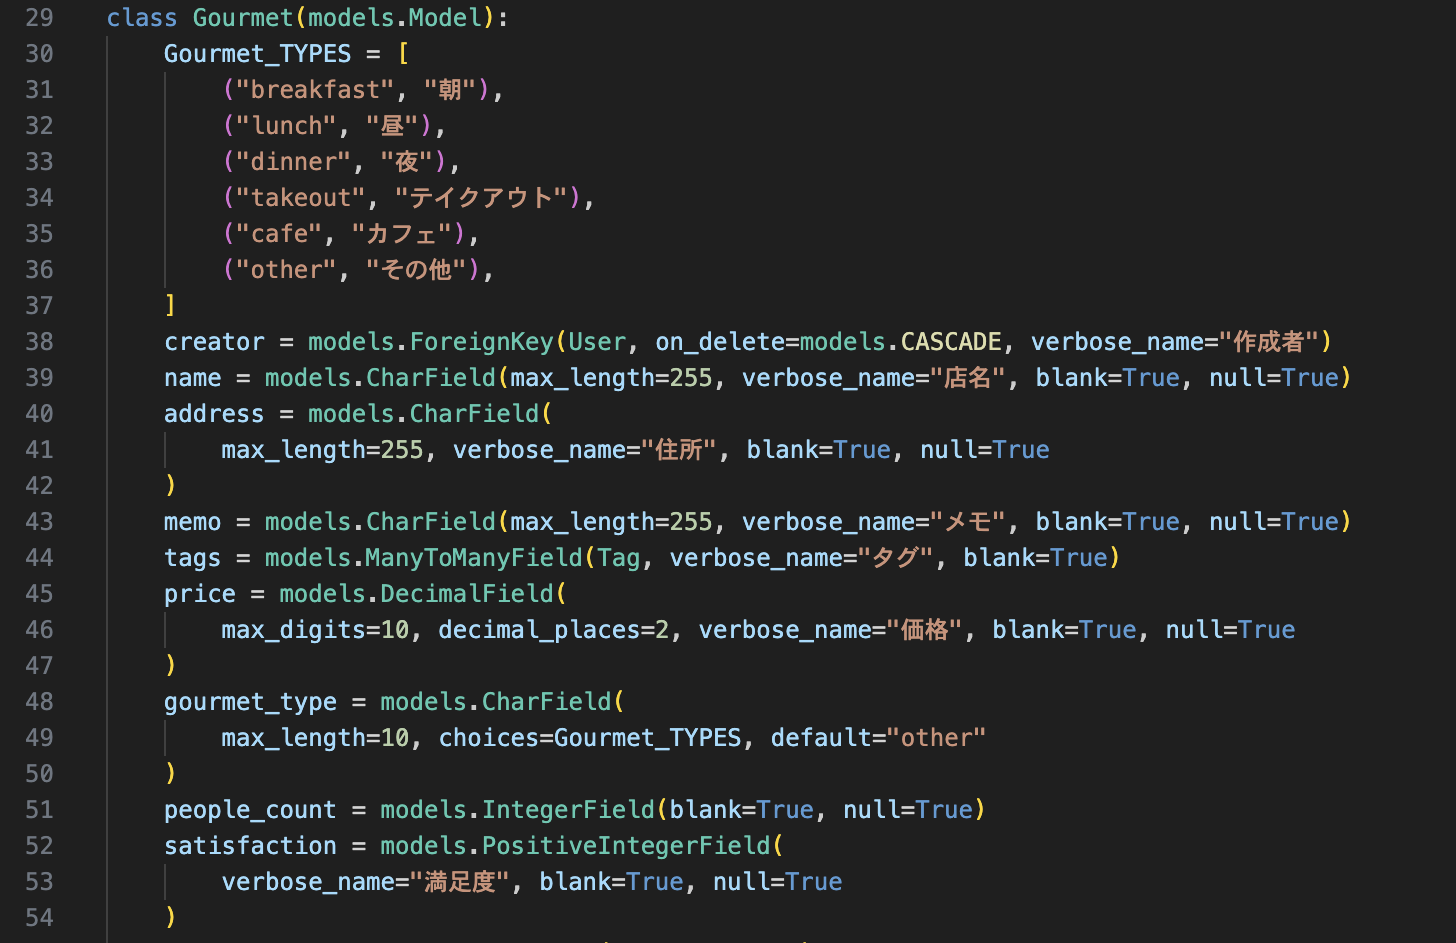 29 class Gourmet(models.Model):
30     Gourmet_TYPES = [
31         ("breakfast", "朝"),
32         ("lunch", "昼"),
33         ("dinner", "夜"),
34         ("takeout", "テイクアウト"),
35         ("cafe", "カフェ"),
36         ("other", "その他"),
37     ]
38     creator = models.ForeignKey(User, on_delete=models.CASCADE, verbose_name="作成者")
39     name = models.CharField(max_length=255, verbose_name="店名", blank=True, null=True)
40     address = models.CharField(
41         max_length=255, verbose_name="住所", blank=True, null=True
42     )
43     memo = models.CharField(max_length=255, verbose_name="メモ", blank=True, null=True)
44     tags = models.ManyToManyField(Tag, verbose_name="タグ", blank=True)
45     price = models.DecimalField(
46         max_digits=10, decimal_places=2, verbose_name="価格", blank=True, null=True
47     )
48     gourmet_type = models.CharField(
49         max_length=10, choices=Gourmet_TYPES, default="other"
50     )
51     people_count = models.IntegerField(blank=True, null=True)
52     satisfaction = models.PositiveIntegerField(
53         verbose_name="満足度", blank=True, null=True
54     )